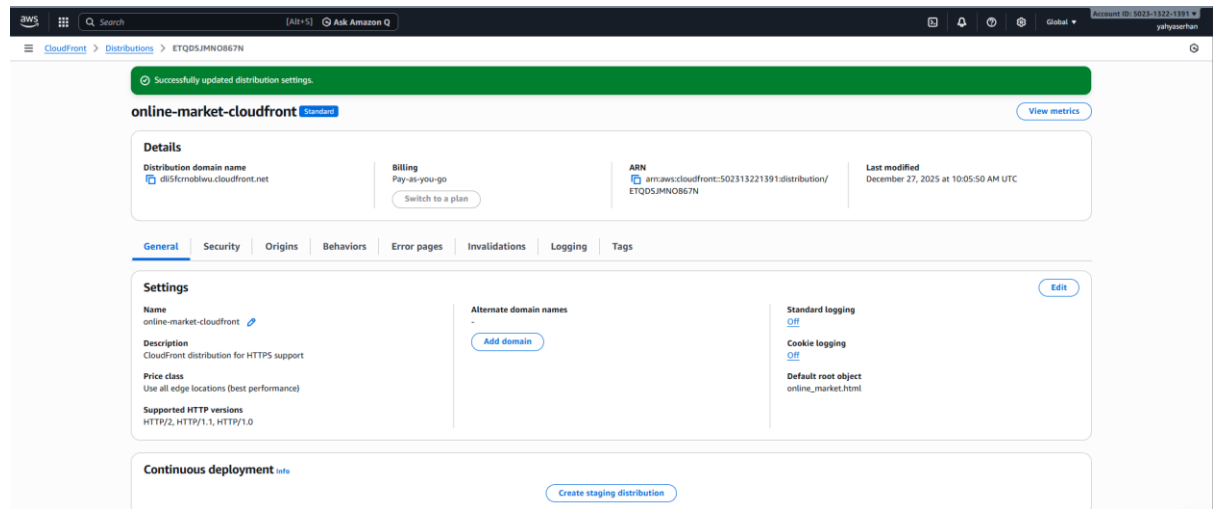 aws
Search
[Alt+S]
Ask Amazon Q
Global ▼
Account ID: 5023-1322-1391 ▼
yahyaserhan
CloudFront > Distributions > ETQDSJMNO867N
Successfully updated distribution settings.
online-market-cloudfront Standard
View metrics
Details
Distribution domain name
dli5fcrnoblwu.cloudfront.net
Billing
Pay-as-you-go
Switch to a plan
ARN
arn:aws:cloudfront::502313221391:distribution/
ETQDSJMNO867N
Last modified
December 27, 2025 at 10:05:50 AM UTC
General Security Origins Behaviors Error pages Invalidations Logging Tags
Settings
Edit
Name
online-market-cloudfront
Description
CloudFront distribution for HTTPS support
Price class
Use all edge locations (best performance)
Supported HTTP versions
HTTP/2, HTTP/1.1, HTTP/1.0
Alternate domain names
-
Add domain
Standard logging
Off
Cookie logging
Off
Default root object
online_market.html
Continuous deployment Info
Create staging distribution